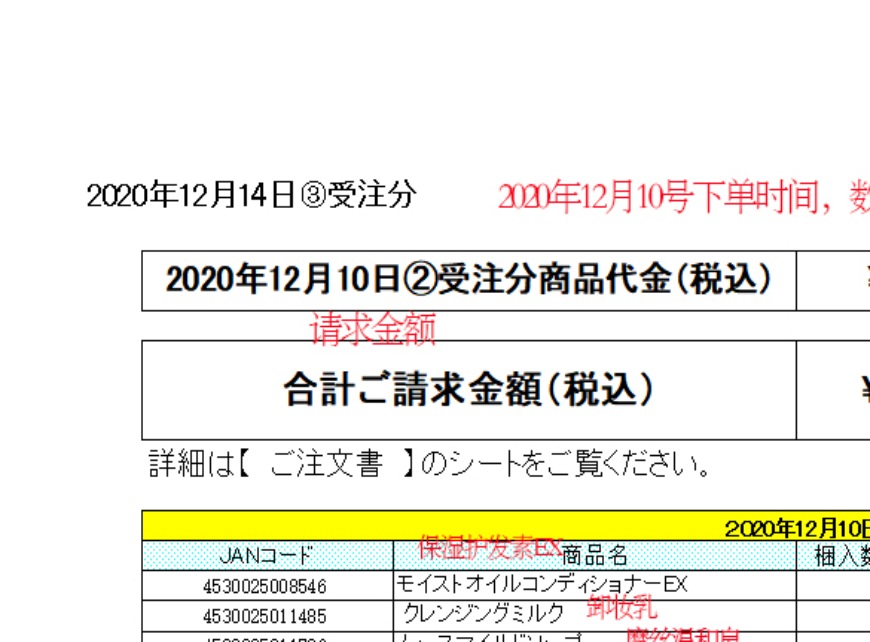 2020年12月14日③受注分
2020年12月10号下单时间，数
2020年12月10日②受注分商品代金(税込)
请求金额
合計ご請求金額(税込)
詳細は【 ご注文書 】のシートをご覧ください。
2020年12月10日
JANコード
保湿护发素EX
商品名
梱入数
4530025008546
モイストオイルコンディショナーEX
4530025011485
クレンジングミルク
卸妆乳